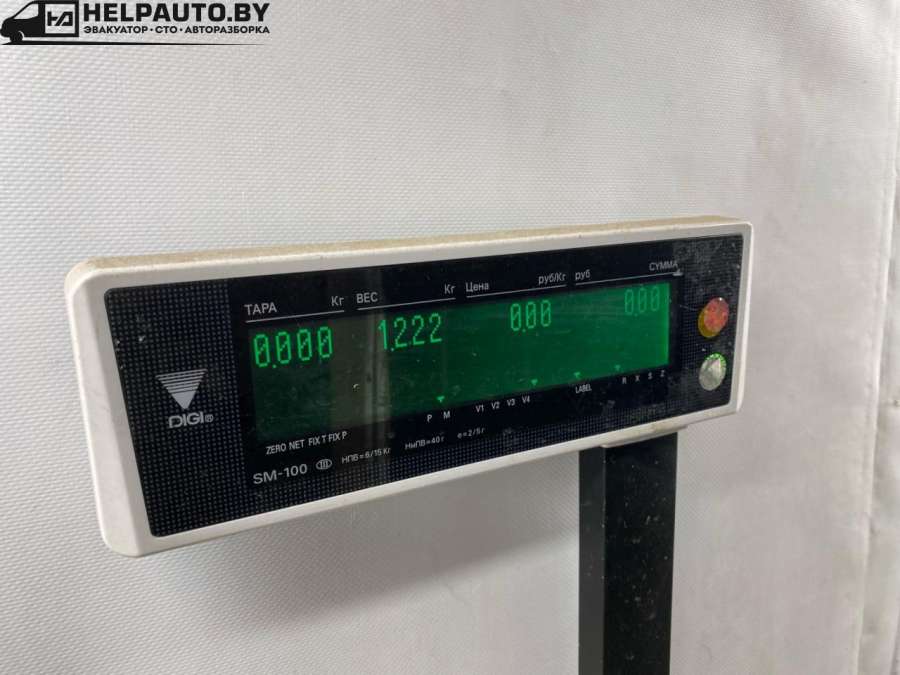 HELPAUTO.BY
ЭВАКУАТОР · СТО · АВТОРАЗБОРКА
ТАРА Кг ВЕС Кг Цена руб/Кг руб СУММА
0.000 1.222 0.00 0.00
DIGI®
P M V1 V2 V3 V4 LABEL R X S Z
ZERO NET FIX T FIX P
SM-100 III НПВ=6/15 Кг НмПВ=40 г e=2/5 г